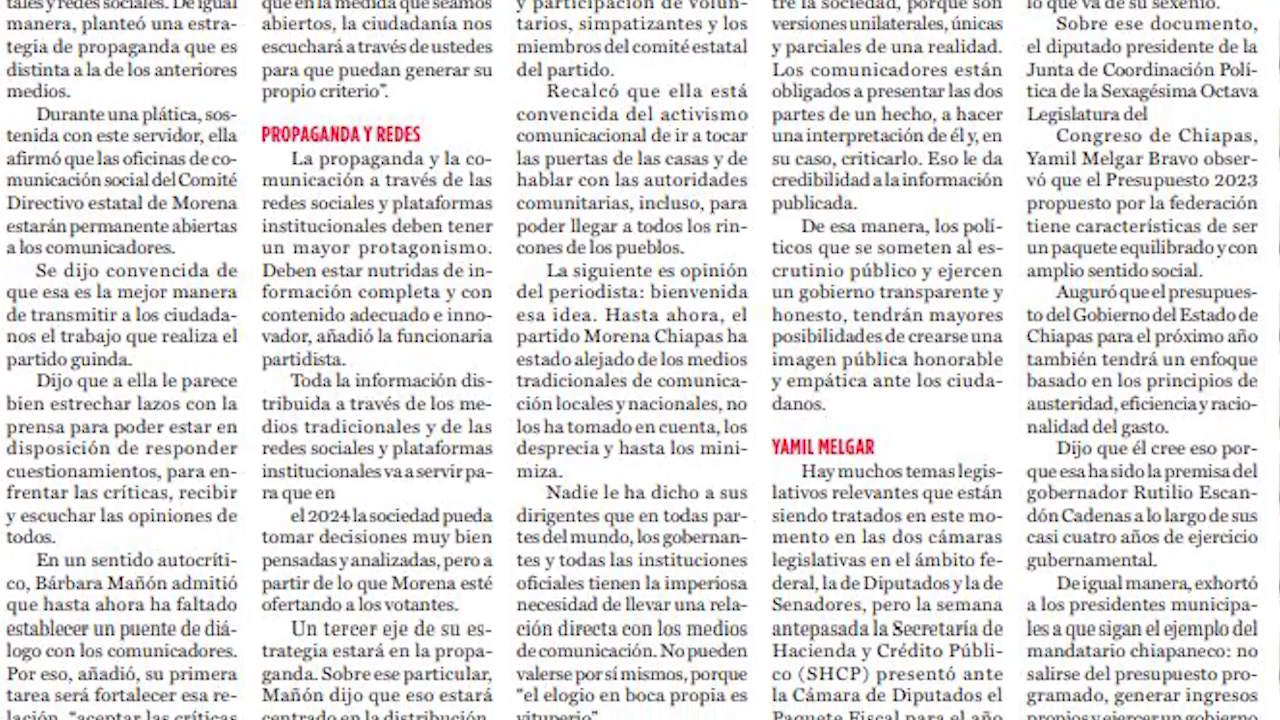 tales y redes sociales. De igual
manera, planteó una estra-
tegia de propaganda que es
distinta a la de los anteriores
medios.
Durante una plática, sos-
tenida con este servidor, ella
afirmó que las oficinas de co-
municación social del Comité
Directivo estatal de Morena
estarán permanente abiertas
a los comunicadores.
Se dijo convencida de
que esa es la mejor manera
de transmitir a los ciudada-
nos el trabajo que realiza el
partido guinda.
Dijo que a ella le parece
bien estrechar lazos con la
prensa para poder estar en
disposición de responder
cuestionamientos, para en-
frentar las críticas, recibir
y escuchar las opiniones de
todos.
En un sentido autocríti-
co, Bárbara Mañón admitió
que hasta ahora ha faltado
establecer un puente de diá-
logo con los comunicadores.
Por eso, añadió, su primera
tarea será fortalecer esa re-
lación, "aceptar las críticas
que en la medida que seamos
abiertos, la ciudadanía nos
escuchará a través de ustedes
para que puedan generar su
propio criterio".
PROPAGANDA Y REDES
La propaganda y la co-
municación a través de las
redes sociales y plataformas
institucionales deben tener
un mayor protagonismo.
Deben estar nutridas de in-
formación completa y con
contenido adecuado e inno-
vador, añadió la funcionaria
partidista.
Toda la información dis-
tribuida a través de los me-
dios tradicionales y de las
redes sociales y plataformas
institucionales va a servir pa-
ra que en
el 2024 la sociedad pueda
tomar decisiones muy bien
pensadas y analizadas, pero a
partir de lo que Morena esté
ofertando a los votantes.
Un tercer eje de su es-
trategia estará en la propa-
ganda. Sobre ese particular,
Mañón dijo que eso estará
centrado en la distribución,
y participación de volun-
tarios, simpatizantes y los
miembros del comité estatal
del partido.
Recalcó que ella está
convencida del activismo
comunicacional de ir a tocar
las puertas de las casas y de
hablar con las autoridades
comunitarias, incluso, para
poder llegar a todos los rin-
cones de los pueblos.
La siguiente es opinión
del periodista: bienvenida
esa idea. Hasta ahora, el
partido Morena Chiapas ha
estado alejado de los medios
tradicionales de comunica-
ción locales y nacionales, no
los ha tomado en cuenta, los
desprecia y hasta los mini-
miza.
Nadie le ha dicho a sus
dirigentes que en todas par-
tes del mundo, los gobernan-
tes y todas las instituciones
oficiales tienen la imperiosa
necesidad de llevar una rela-
ción directa con los medios
de comunicación. No pueden
valerse por sí mismos, porque
"el elogio en boca propia es
vituperio"
tre la sociedad, porque son
versiones unilaterales, únicas
y parciales de una realidad.
Los comunicadores están
obligados a presentar las dos
partes de un hecho, a hacer
una interpretación de él y, en
su caso, criticarlo. Eso le da
credibilidad a la información
publicada.
De esa manera, los polí-
ticos que se someten al es-
crutinio público y ejercen
un gobierno transparente y
honesto, tendrán mayores
posibilidades de crearse una
imagen pública honorable
y empática ante los ciuda-
danos.
YAMIL MELGAR
Hay muchos temas legis-
lativos relevantes que están
siendo tratados en este mo-
mento en las dos cámaras
legislativas en el ámbito fe-
deral, la de Diputados y la de
Senadores, pero la semana
antepasada la Secretaría de
Hacienda y Crédito Públi-
co (SHCP) presentó ante
la Cámara de Diputados el
Paquete Fiscal para el año
lo que va de su sexenio.
Sobre ese documento,
el diputado presidente de la
Junta de Coordinación Polí-
tica de la Sexagésima Octava
Legislatura del
Congreso de Chiapas,
Yamil Melgar Bravo obser-
vó que el Presupuesto 2023
propuesto por la federación
tiene características de ser
un paquete equilibrado y con
amplio sentido social.
Auguró que el presupues-
to del Gobierno del Estado de
Chiapas para el próximo año
también tendrá un enfoque
basado en los principios de
austeridad, eficiencia y racio-
nalidad del gasto.
Dijo que él cree eso por-
que esa ha sido la premisa del
gobernador Rutilio Escan-
dón Cadenas a lo largo de sus
casi cuatro años de ejercicio
gubernamental.
De igual manera, exhortó
a los presidentes municipa-
les a que sigan el ejemplo del
mandatario chiapaneco: no
salirse del presupuesto pro-
gramado, generar ingresos
propios y ejercer un gobierno